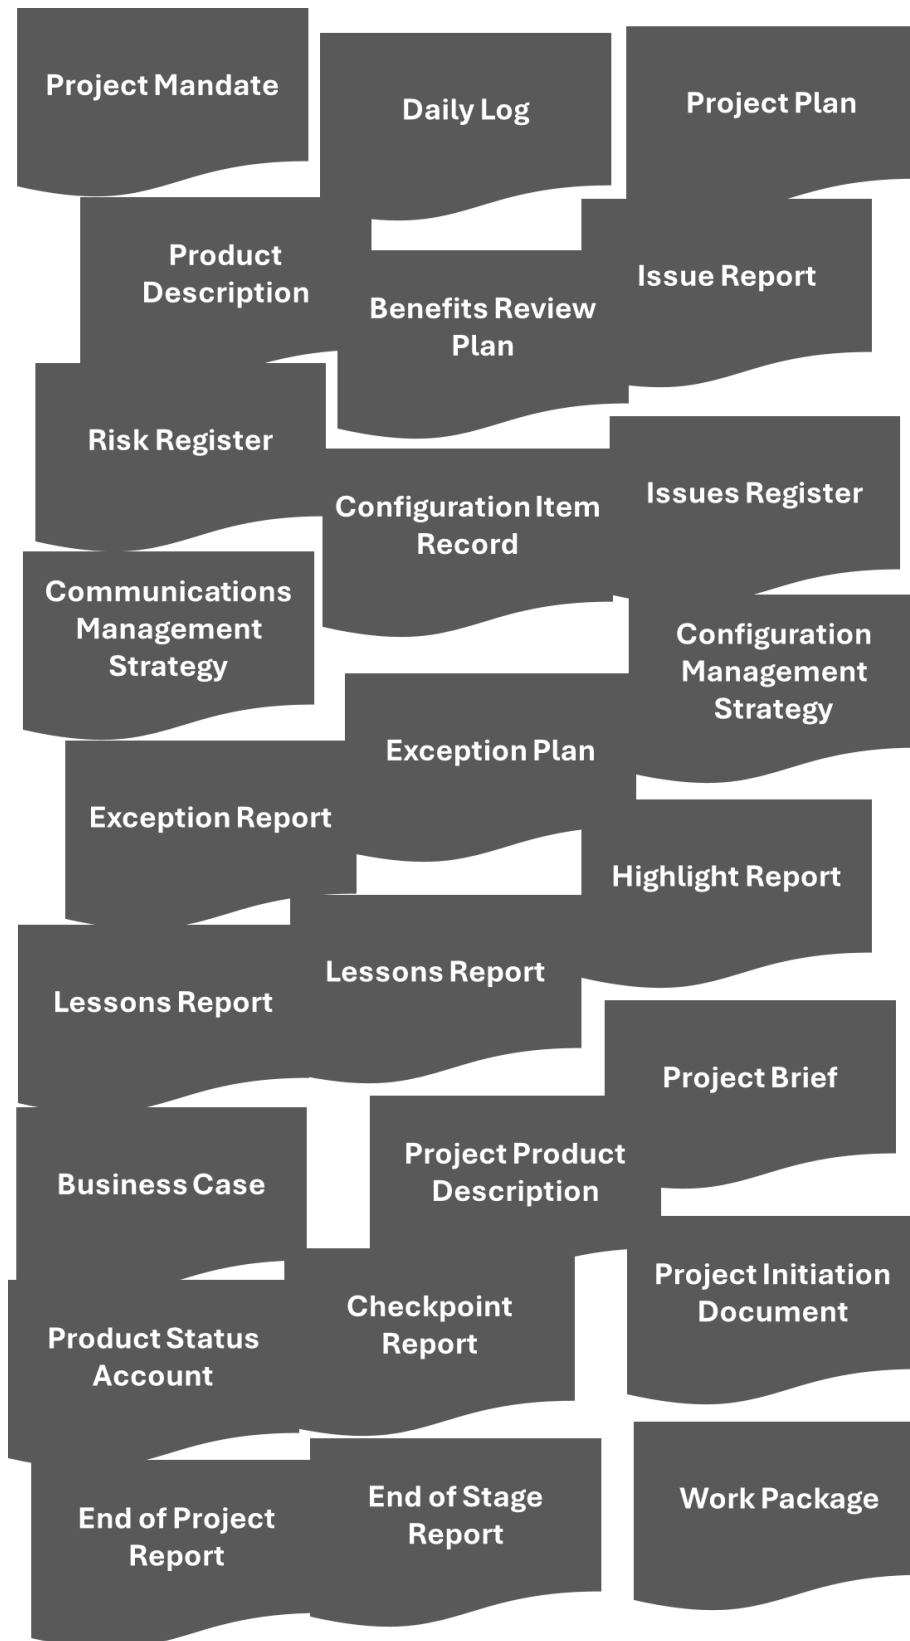 Project Mandate
Daily Log
Project Plan
Product
Description
Benefits Review
Plan
Issue Report
Risk Register
Configuration Item
Record
Issues Register
Communications
Management
Strategy
Configuration
Management
Strategy
Exception Plan
Exception Report
Highlight Report
Lessons Report
Lessons Report
Project Brief
Business Case
Project Product
Description
Project Initiation
Document
Checkpoint
Report
Product Status
Account
End of Project
Report
End of Stage
Report
Work Package